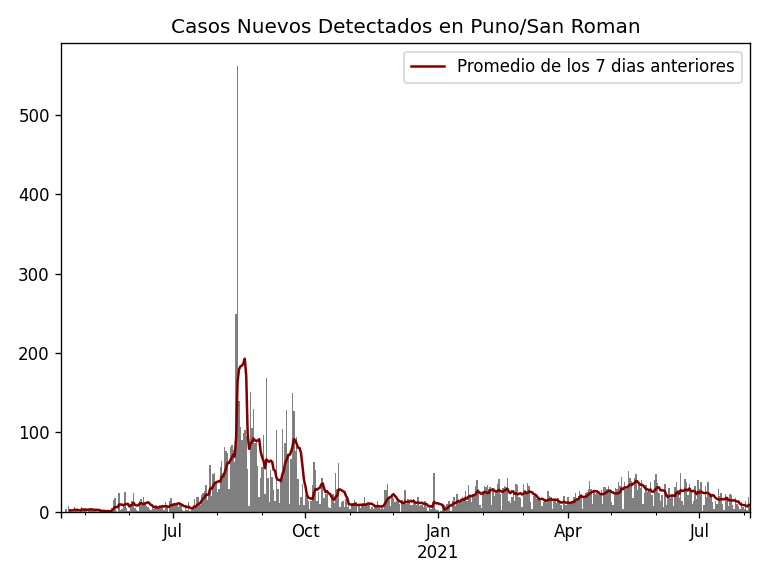 Casos Nuevos Detectados en Puno/San Roman
Promedio de los 7 dias anteriores
500
400
300
200
100
0
Jul
Oct
Jan
2021
Apr
Jul